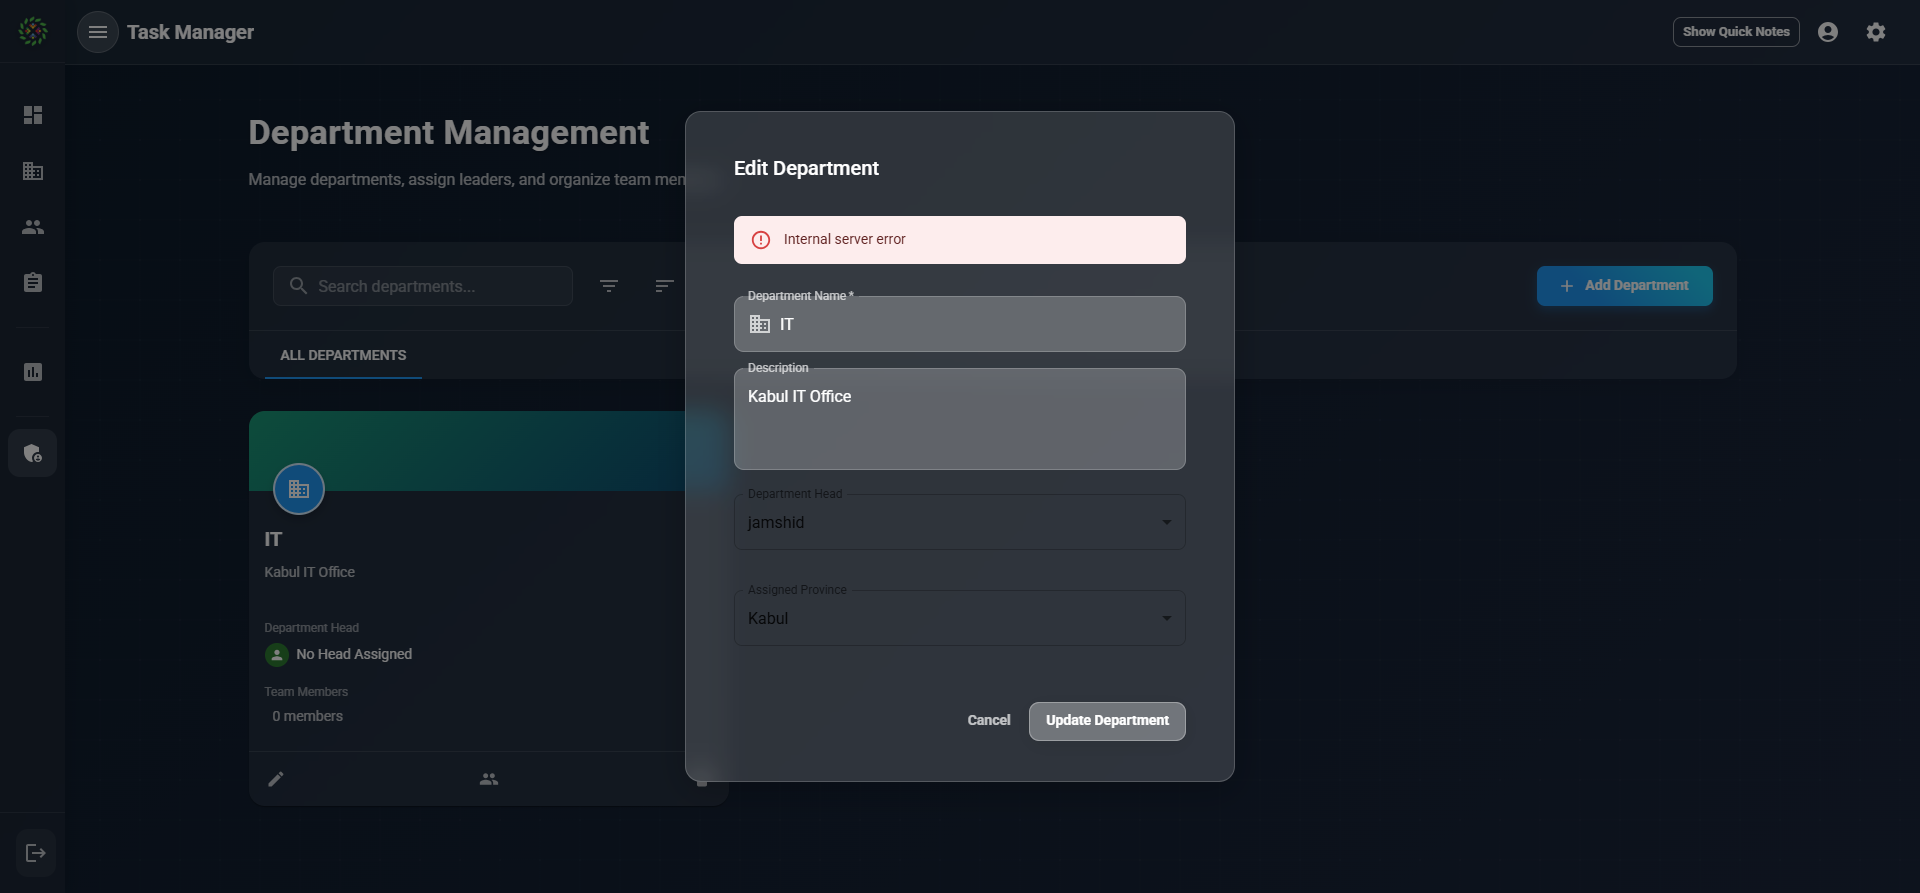 Task Manager
Show Quick Notes
Department Management
Manage departments, assign leaders, and organize team
Search departments...
Add Department
ALL DEPARTMENTS
IT
Kabul IT Office
Department Head
No Head Assigned
Team Members
0 members
Edit Department
Internal server error
Department Name *
IT
Description
Kabul IT Office
Department Head
jamshid
Assigned Province
Kabul
Cancel
Update Department